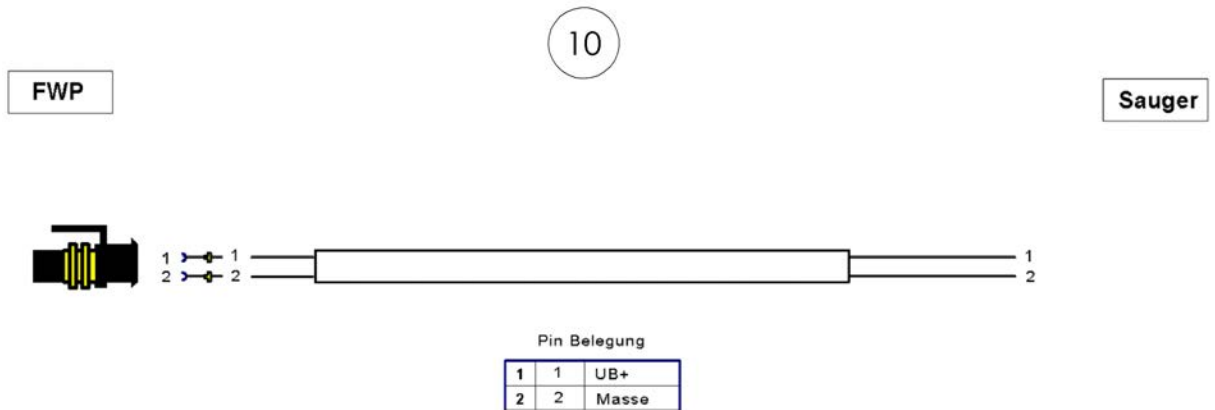 10
FWP
Sauger
1 1 1
2 2 2
Pin Belegung
1 1 UB+
2 2 Masse